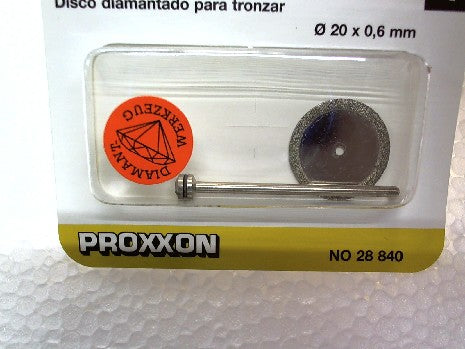 Disco diamantado para tronzar
Ø 20 x 0,6 mm
DIAMANT-
WERKZEUG
PROXXON
NO 28 840